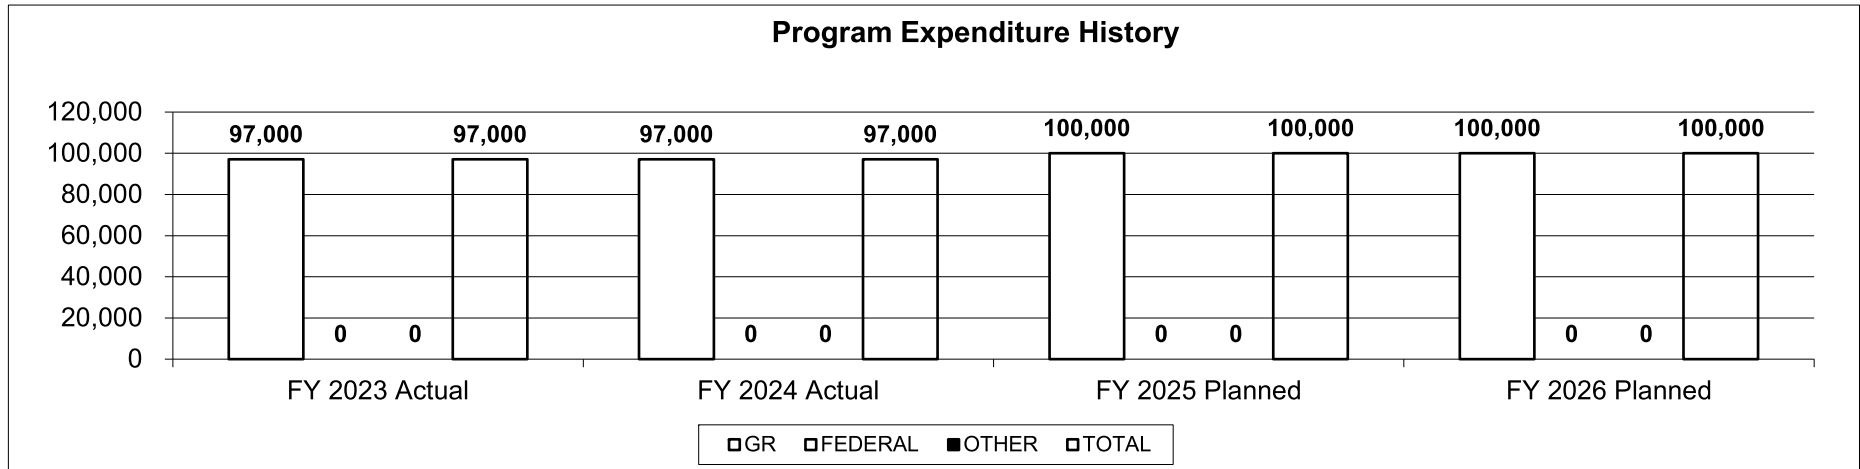 Program Expenditure History
120,000
100,000
80,000
60,000
40,000
20,000
0
97,000 0 0 97,000 97,000 0 0 97,000 100,000 0 0 100,000 100,000 0 0 100,000
FY 2023 Actual FY 2024 Actual FY 2025 Planned FY 2026 Planned
GR FEDERAL OTHER TOTAL